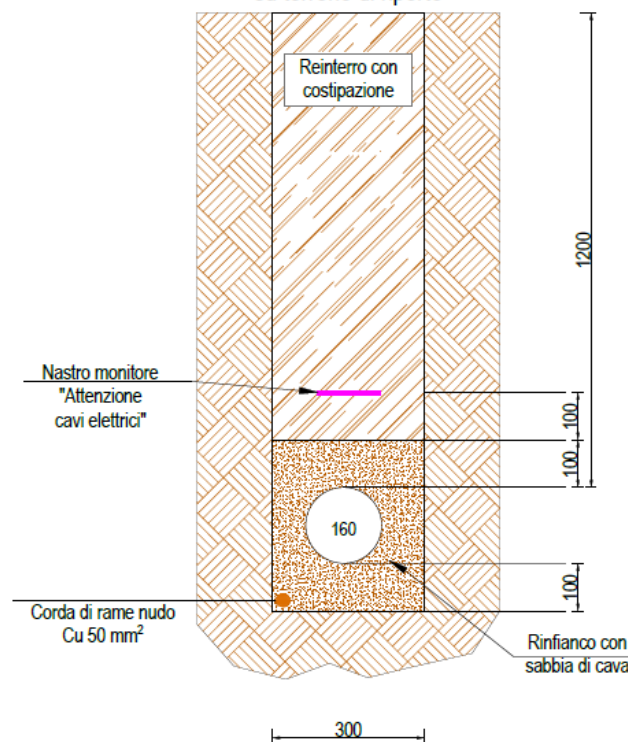 Reinterro con
costipazione
1200
Nastro monitore
"Attenzione
cavi elettrici"
100
100
160
100
Corda di rame nudo
Cu 50 mm²
Rinfianco con
sabbia di cava
300